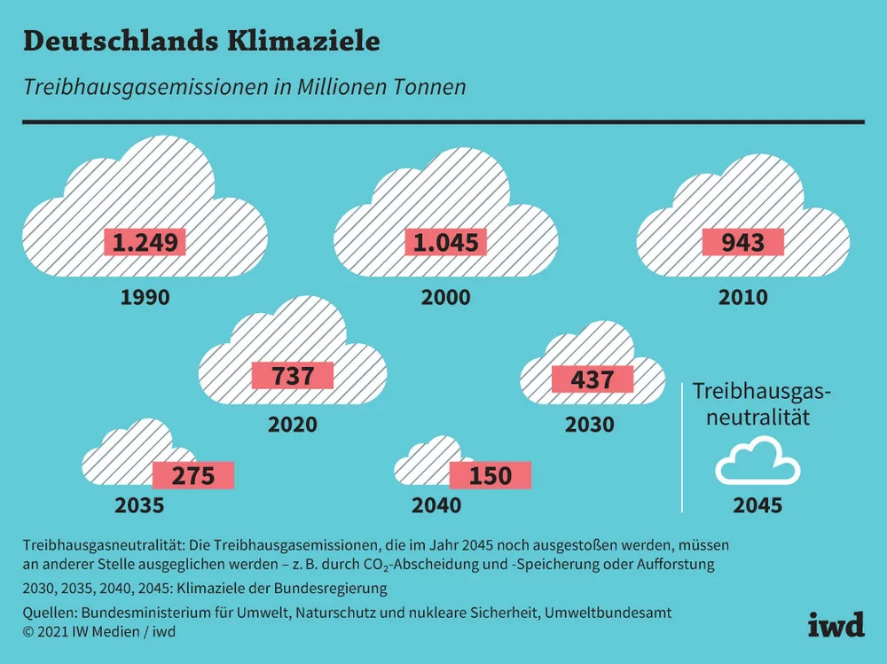 Deutschlands Klimaziele
Treibhausgasemissionen in Millionen Tonnen
1.249
1990
1.045
2000
943
2010
737
2020
437
2030
275
2035
150
2040
Treibhausgas-
neutralität
2045
Treibhausgasneutralität: Die Treibhausgasemissionen, die im Jahr 2045 noch ausgestoßen werden, müssen
an anderer Stelle ausgeglichen werden – z. B. durch CO₂-Abscheidung und -Speicherung oder Aufforstung
2030, 2035, 2040, 2045: Klimaziele der Bundesregierung
Quellen: Bundesministerium für Umwelt, Naturschutz und nukleare Sicherheit, Umweltbundesamt
© 2021 IW Medien / iwd
iwd